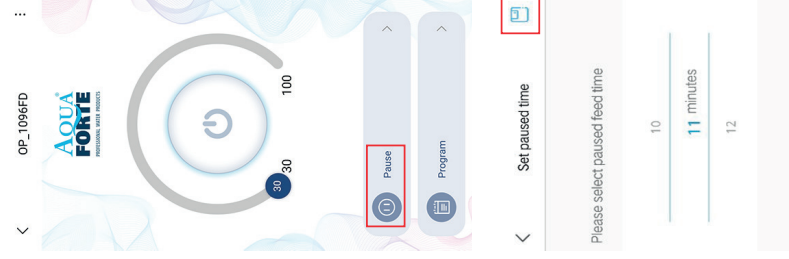 OP_1096FD
AQUA
FORTE
PROFESSIONAL WATER PRODUCTS
30
30
100
Pause
Program
Set paused time
Please select paused feed time
10
11 minutes
12